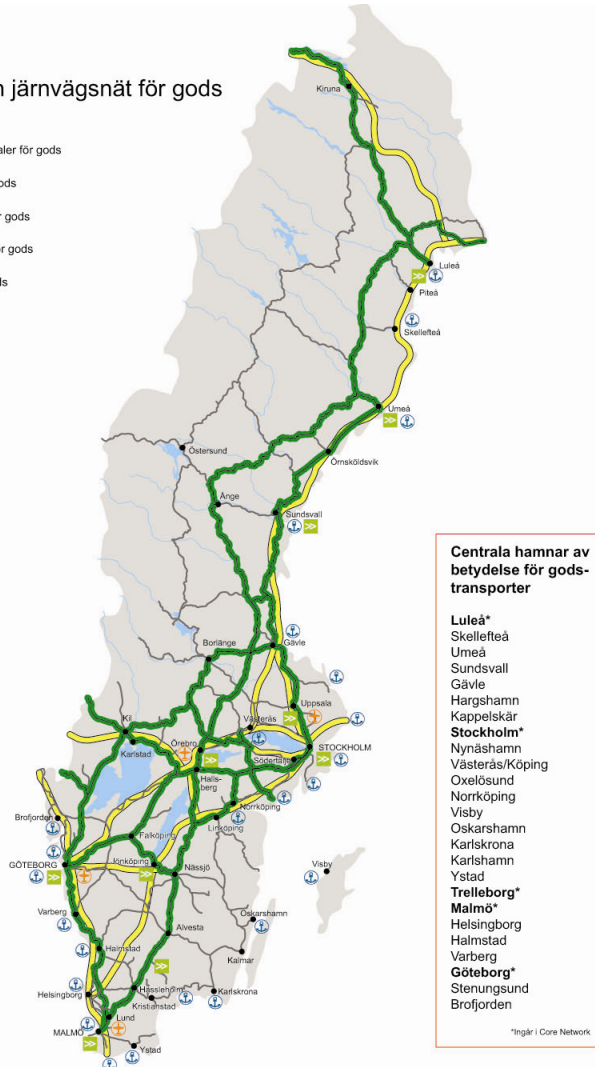 n järnvägsnät för gods
aler för gods
ods
r gods
ör gods
ds
Kiruna
Luleå
Piteå
Skellefteå
Umeå
Örnsköldsvik
Östersund
Ånge
Sundsvall
Borlänge
Gävle
Uppsala
Kil
Västerås
Karlstad
Örebro
STOCKHOLM
Södertälje
Halls-
berg
Norrköping
Brofjorden
Linköping
Falköping
GÖTEBORG
Jönköping
Nässjö
Visby
Varberg
Oskarshamn
Alvesta
Halmstad
Kalmar
Hässleholm
Helsingborg
Karlskrona
Kristianstad
Lund
MALMÖ
Ystad
Centrala hamnar av
betydelse för gods-
transporter
Luleå*
Skellefteå
Umeå
Sundsvall
Gävle
Hargshamn
Kappelskär
Stockholm*
Nynäshamn
Västerås/Köping
Oxelösund
Norrköping
Visby
Oskarshamn
Karlskrona
Karlshamn
Ystad
Trelleborg*
Malmö*
Helsingborg
Halmstad
Varberg
Göteborg*
Stenungsund
Brofjorden
*Ingår i Core Network